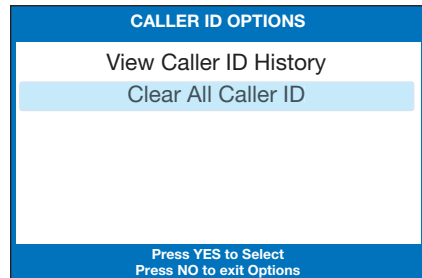 CALLER ID OPTIONS
View Caller ID History
Clear All Caller ID
Press YES to Select
Press NO to exit Options